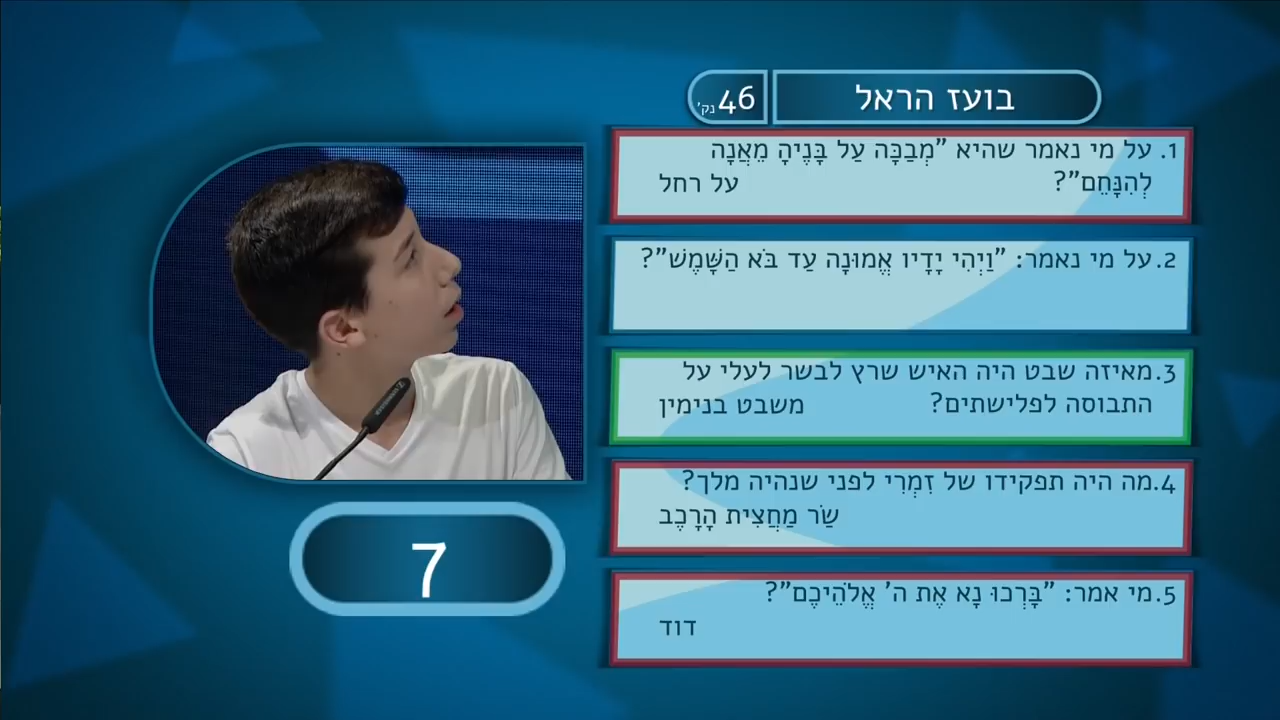 בועז הראל
46 נק'
1. על מי נאמר שהיא "מְבַכָּה עַל בָּנֶיהָ מֵאֲנָה
לְהִנָּחֵם"?
על רחל
2. על מי נאמר: "וַיְהִי יָדָיו אֱמוּנָה עַד בֹּא הַשָּׁמֶשׁ"?
3. מאיזה שבט היה האיש שרץ לבשר לעלי על
התבוסה לפלישתים?
משבט בנימין
4. מה היה תפקידו של זִמְרִי לפני שנהיה מלך?
שַׂר מַחֲצִית הָרָכֶב
5. מי אמר: "בָּרְכוּ נָא אֶת ה' אֱלֹהֵיכֶם"?
דוד
7